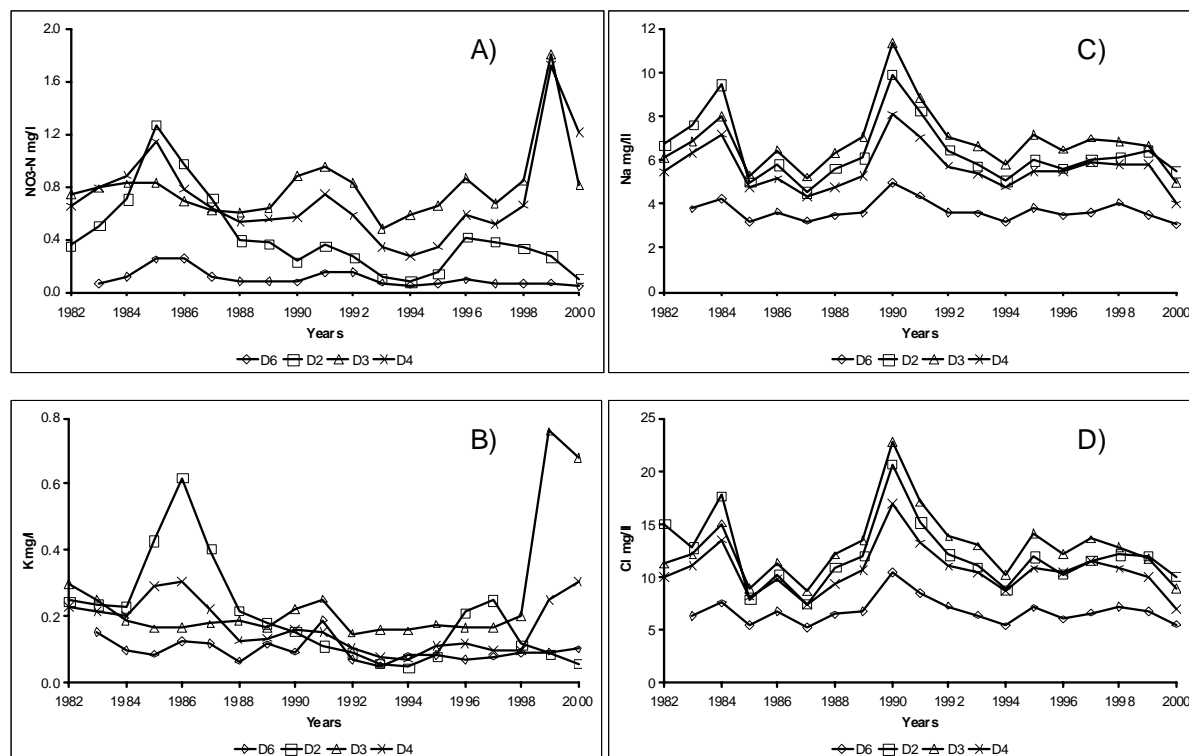 A)
NO3-N mg/l
2.0
1.6
1.2
0.8
0.4
0.0
1982 1984 1986 1988 1990 1992 1994 1996 1998 2000
Years
D6 D2 D3 D4
C)
Na mg/ll
12
10
8
6
4
2
0
1982 1984 1986 1988 1990 1992 1994 1996 1998 2000
Years
D6 D2 D3 D4
B)
Kmg/l
0.8
0.6
0.4
0.2
0.0
1982 1984 1986 1988 1990 1992 1994 1996 1998 2000
Years
D6 D2 D3 D4
D)
Cl mg/ll
25
20
15
10
5
0
1982 1984 1986 1988 1990 1992 1994 1996 1998 2000
Years
D6 D2 D3 D4